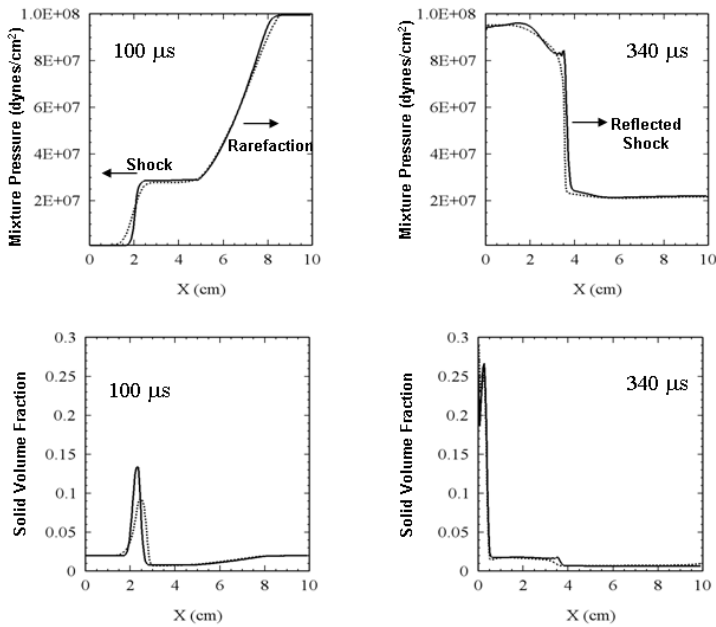 1.0E+08
8E+07
6E+07
4E+07
2E+07
0 2 4 6 8 10
X (cm)
Mixture Pressure (dynes/cm²)
100 µs
Shock
Rarefaction
1.0E+08
8E+07
6E+07
4E+07
2E+07
0 2 4 6 8 10
X (cm)
Mixture Pressure (dynes/cm²)
340 µs
Reflected
Shock
0.3
0.25
0.2
0.15
0.1
0.05
0
0 2 4 6 8 10
X (cm)
Solid Volume Fraction
100 µs
0.3
0.25
0.2
0.15
0.1
0.05
0
0 2 4 6 8 10
X (cm)
Solid Volume Fraction
340 µs